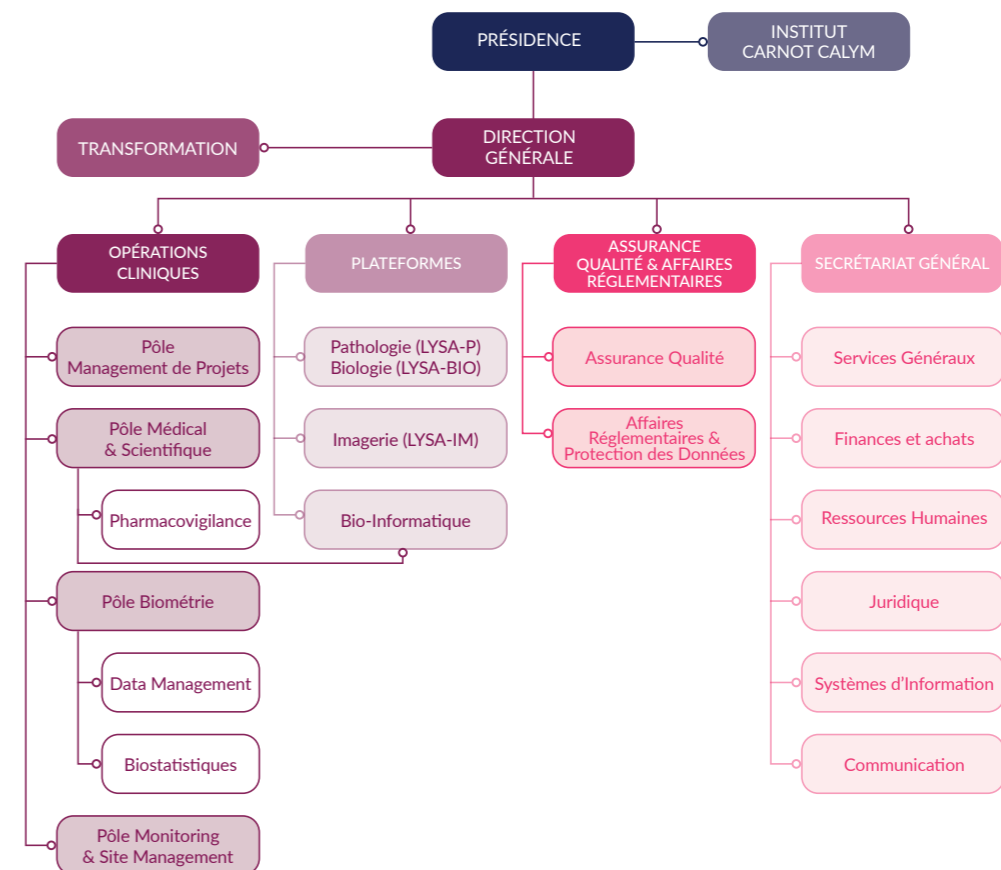 PRÉSIDENCE
INSTITUT
CARNOT CALYM
TRANSFORMATION
DIRECTION
GÉNÉRALE
OPÉRATIONS
CLINIQUES
Pôle
Management de Projets
Pôle Médical
& Scientifique
Pharmacovigilance
Pôle Biométrie
Data Management
Biostatistiques
Pôle Monitoring
& Site Management
PLATEFORMES
Pathologie (LYSA-P)
Biologie (LYSA-BIO)
Imagerie (LYSA-IM)
Bio-Informatique
ASSURANCE
QUALITÉ & AFFAIRES
RÉGLEMENTAIRES
Assurance Qualité
Affaires
Réglementaires &
Protection des Données
SECRÉTARIAT GÉNÉRAL
Services Généraux
Finances et achats
Ressources Humaines
Juridique
Systèmes d'Information
Communication